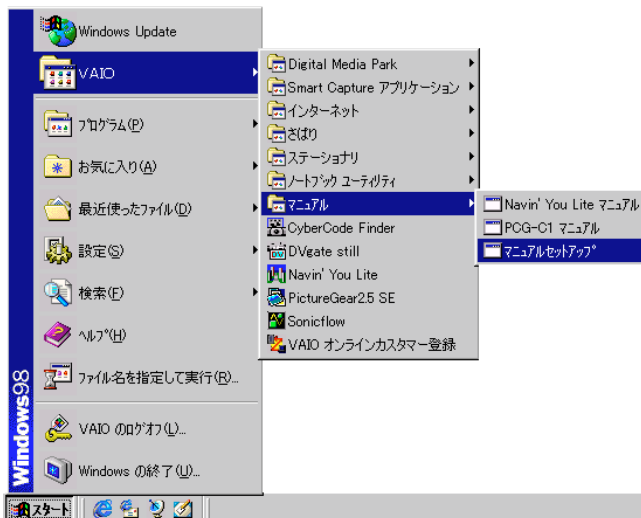 Windows Update
VAIO
プログラム(P)
お気に入り(A)
最近使ったファイル(D)
設定(S)
検索(F)
ヘルプ(H)
ファイル名を指定して実行(R)...
VAIO のログオフ(L)...
Windows の終了(U)...
Windows98
スタート
Digital Media Park
Smart Capture アプリケーション
インターネット
さぱり
ステーショナリ
ノートブック ユーティリティ
マニュアル
CyberCode Finder
DVgate still
Navin' You Lite
PictureGear2.5 SE
Sonicflow
VAIO オンラインカスタマー登録
Navin' You Lite マニュアル
PCG-C1 マニュアル
マニュアルセットアップ